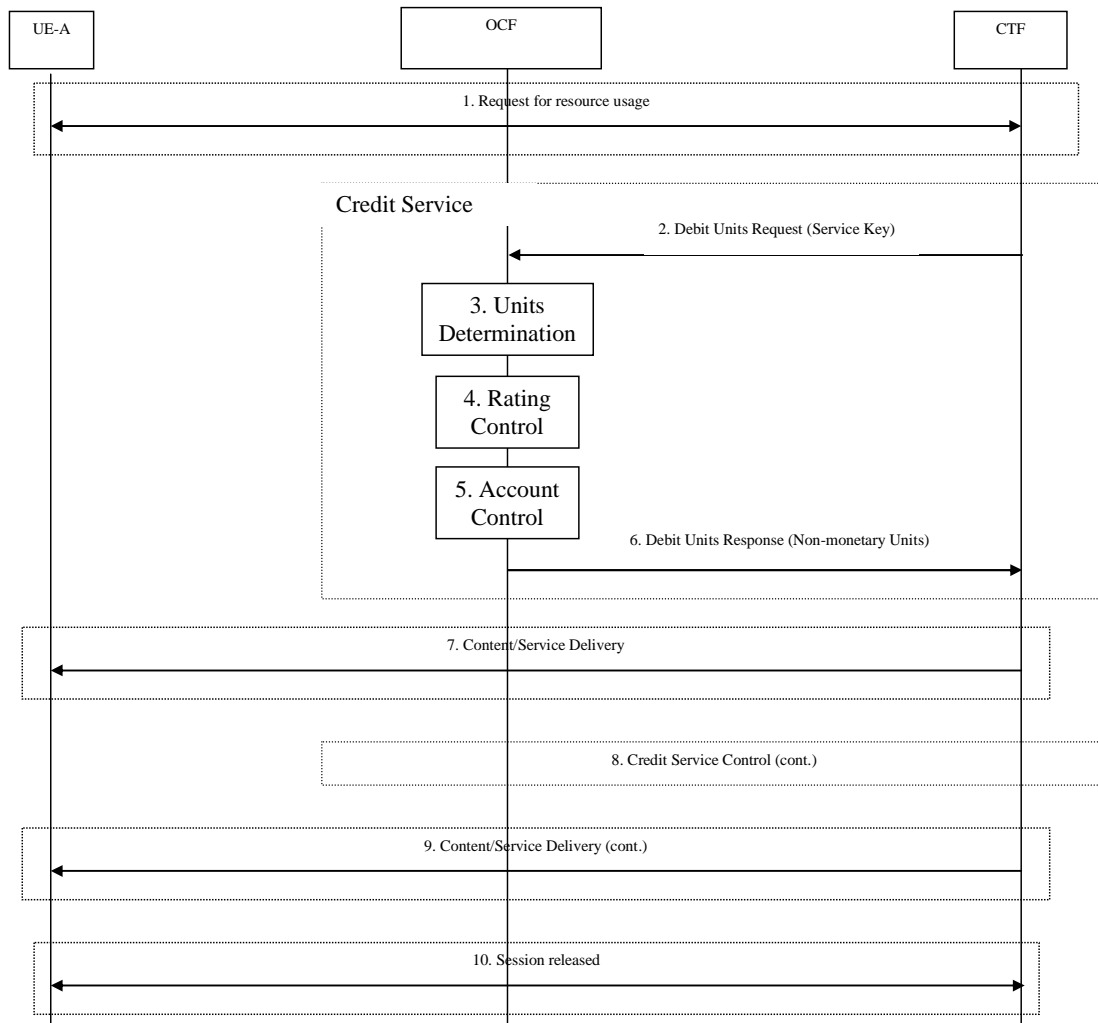 UE-A
OCF
CTF
1. Request for resource usage
Credit Service
2. Debit Units Request (Service Key)
3. Units
Determination
4. Rating
Control
5. Account
Control
6. Debit Units Response (Non-monetary Units)
7. Content/Service Delivery
8. Credit Service Control (cont.)
9. Content/Service Delivery (cont.)
10. Session released